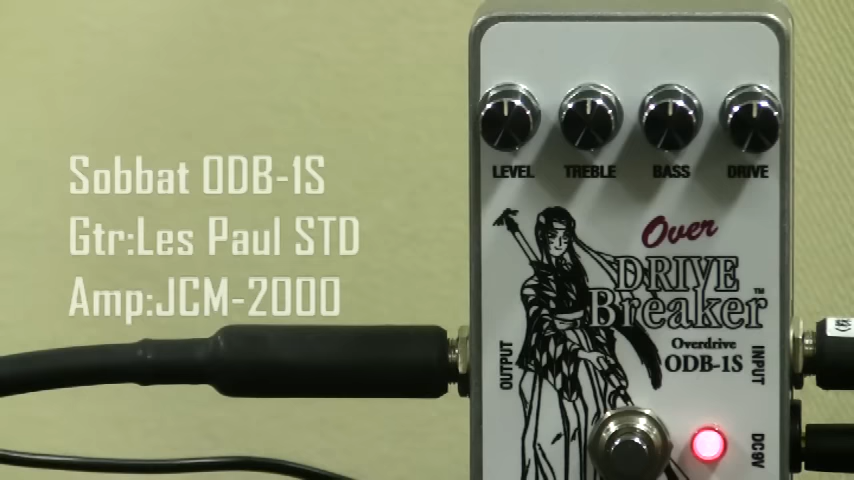 Sobbat ODB-1S
Gtr:Les Paul STD
Amp:JCM-2000
LEVEL TREBLE BASS DRIVE
Over
DRIVE
Breaker™
Overdrive
ODB-1S
OUTPUT
INPUT
DC9V